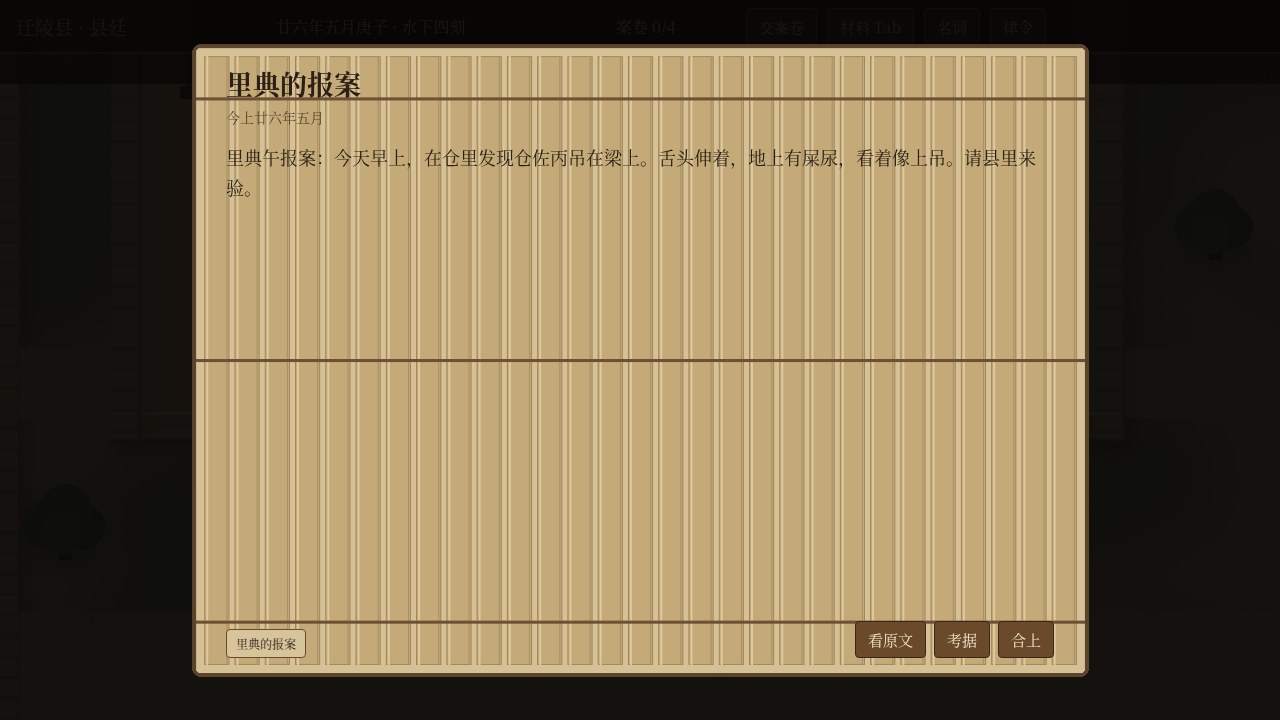 迁陵县 · 县廷
廿六年五月庚子 · 水下四刻
案卷 0/4
交案卷
材料 Tab
名词
律令
里典的报案
今上廿六年五月
里典午报案：今天早上，在仓里发现仓佐丙吊在梁上。舌头伸着，地上有屎尿，看着像上吊。请县里来
验。
里典的报案
看原文
考据
合上